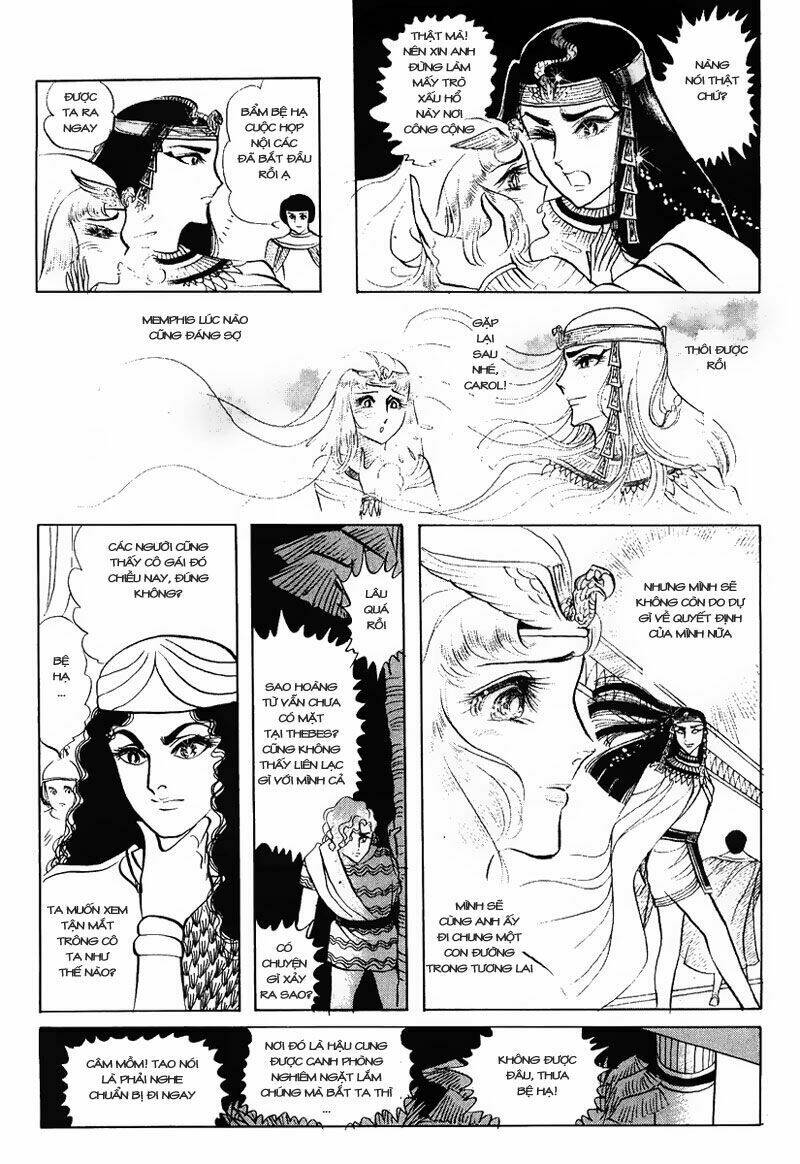 NÀNG
NÓI THẬT
CHỨ?
THẬT MÀ!
NÊN XIN ANH
ĐỪNG LÀM
MẤY TRÒ
XẤU HỔ
NÀY NƠI
CÔNG CỘNG
BẨM BỆ HẠ
CUỘC HỌP
NỘI CÁC
ĐÃ BẮT ĐẦU
RỒI Ạ
ĐƯỢC
TA RA
NGAY
THÔI ĐƯỢC
RỒI
GẶP
LẠI
SAU
NHÉ,
CAROL!
MEMPHIS LÚC NÀO
CŨNG ĐÁNG SỢ
NHƯNG MÌNH SẼ
KHÔNG CÒN DO DỰ
GÌ VỀ QUYẾT ĐỊNH
CỦA MÌNH NỮA
MÌNH SẼ
CÙNG ANH ẤY
ĐI CHUNG MỘT
CON ĐƯỜNG
TRONG TƯƠNG LAI
LÂU
QUÁ
RỒI
SAO HOÀNG
TỬ VẪN CHƯA
CÓ MẶT
TẠI THEBES?
CŨNG KHÔNG
THẤY LIÊN LẠC
GÌ VỚI MÌNH CẢ
CÓ
CHUYỆN
GÌ XẢY
RA SAO?
CÁC NGƯỜI CŨNG
THẤY CÔ GÁI ĐÓ
CHIỀU NAY, ĐÚNG
KHÔNG?
BỆ
HẠ
...
TA MUỐN XEM
TẬN MẮT
TRÔNG CÔ
TA NHƯ
THẾ NÀO?
KHÔNG ĐƯỢC
ĐÂU, THƯA
BỆ HẠ!
NƠI ĐÓ LÀ HẬU CUNG
ĐƯỢC CANH PHÒNG
NGHIÊM NGẶT LẮM
CHÚNG MÀ BẮT TA THÌ
...
CÂM MỒM! TAO NÓI
LÀ PHẢI NGHE
CHUẨN BỊ ĐI NGAY